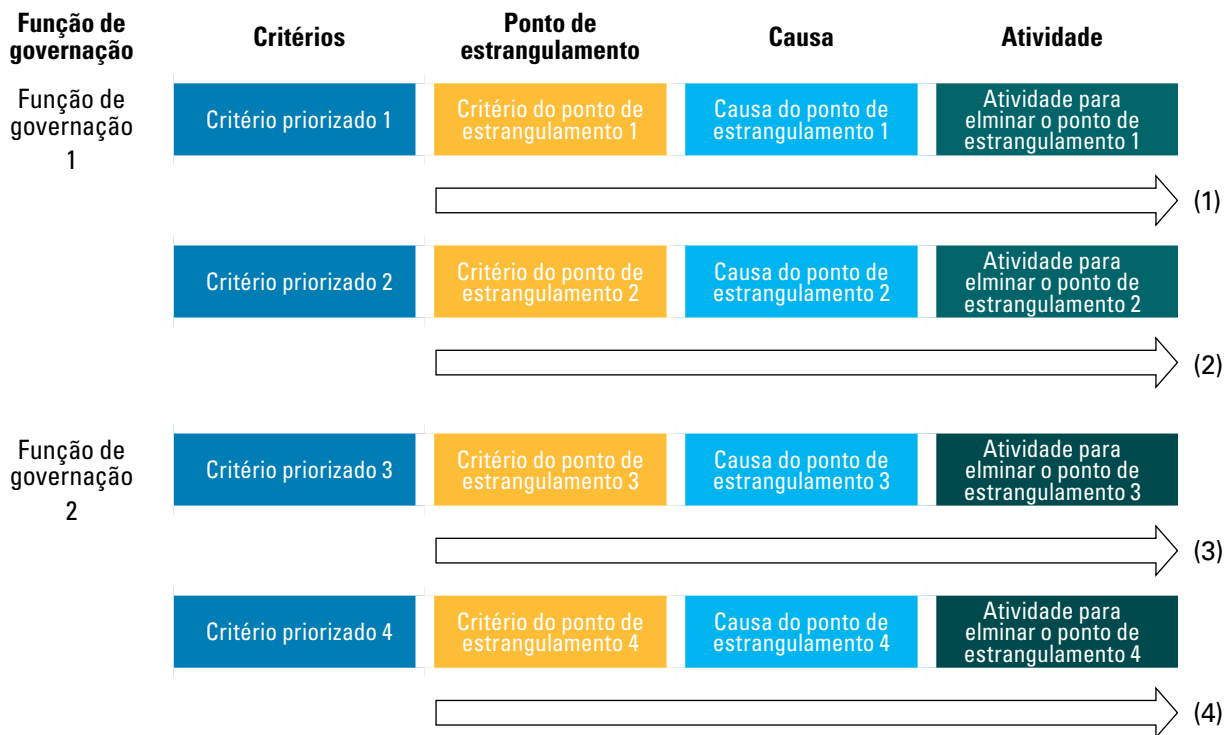 Função de
governação
Critérios
Ponto de
estrangulamento
Causa
Atividade
Função de
governação
1
Critério priorizado 1
Critério do ponto de
estrangulamento 1
Causa do ponto de
estrangulamento 1
Atividade para
elminar o ponto de
estrangulamento 1
(1)
Critério priorizado 2
Critério do ponto de
estrangulamento 2
Causa do ponto de
estrangulamento 2
Atividade para
elminar o ponto de
estrangulamento 2
(2)
Função de
governação
2
Critério priorizado 3
Critério do ponto de
estrangulamento 3
Causa do ponto de
estrangulamento 3
Atividade para
elminar o ponto de
estrangulamento 3
(3)
Critério priorizado 4
Critério do ponto de
estrangulamento 4
Causa do ponto de
estrangulamento 4
Atividade para
elminar o ponto de
estrangulamento 4
(4)